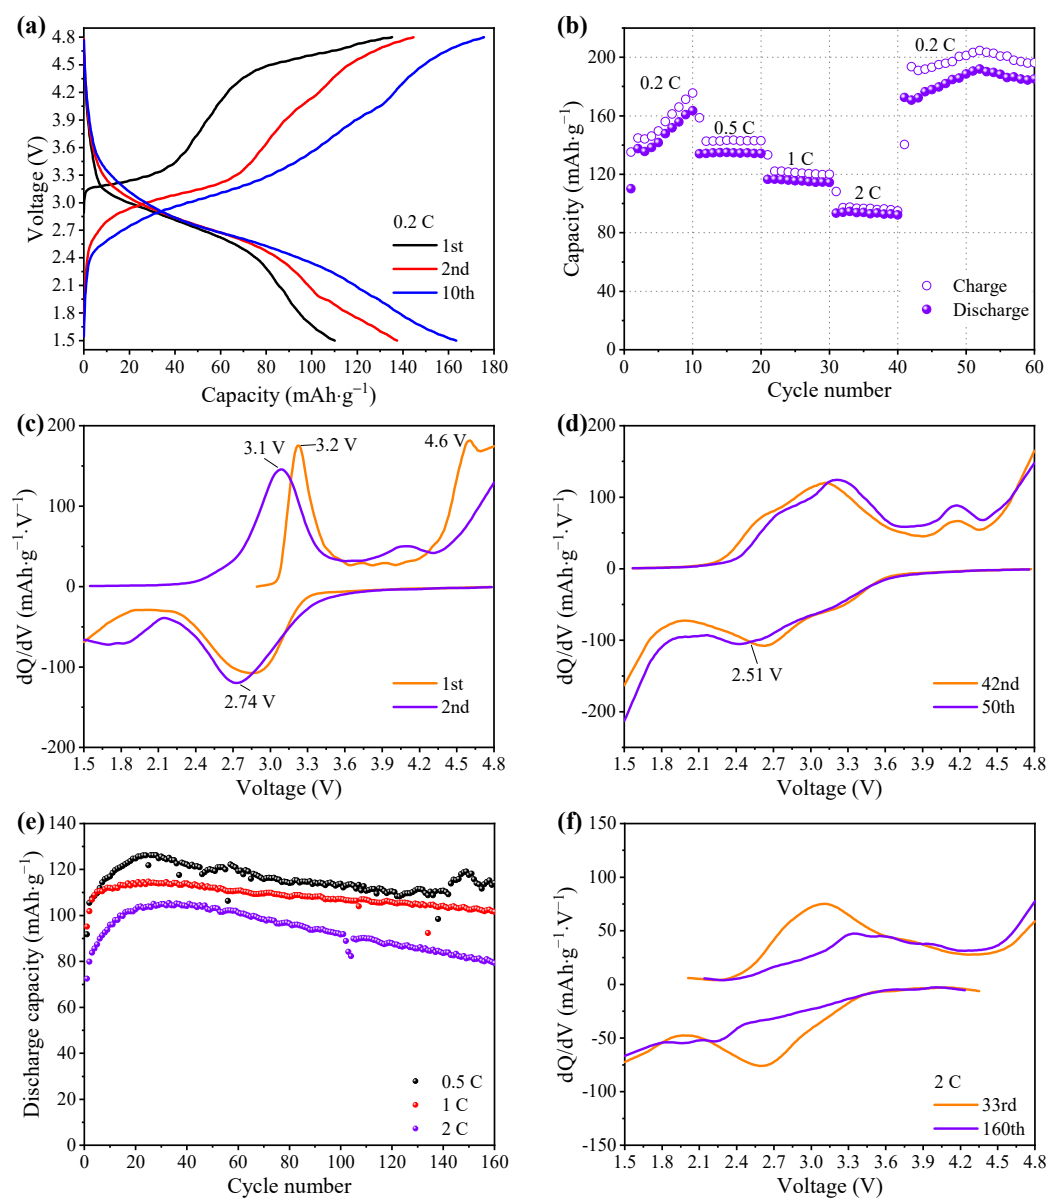 (a)
4.8
4.5
4.2
3.9
3.6
3.3
3.0
2.7
2.4
2.1
1.8
1.5
Voltage (V)
0.2 C
1st
2nd
10th
0 20 40 60 80 100 120 140 160 180
Capacity (mAh·g⁻¹)
(b)
200
160
120
80
40
0
Capacity (mAh·g⁻¹)
0.2 C
0.5 C
1 C
2 C
0.2 C
Charge
Discharge
0 10 20 30 40 50 60
Cycle number
(c)
200
100
0
-100
-200
dQ/dV (mAh·g⁻¹·V⁻¹)
3.1 V
3.2 V
4.6 V
2.74 V
1st
2nd
1.5 2.1 2.7 3.3 3.9 4.2 4.8
Voltage (V)
(d)
200
100
0
-100
-200
dQ/dV (mAh·g⁻¹·V⁻¹)
2.51 V
42nd
50th
1.5 1.8 2.1 2.4 2.7 3.0 3.3 3.6 3.9 4.2 4.5 4.8
Voltage (V)
(e)
140
120
100
80
60
40
20
0
Discharge capacity (mAh·g⁻¹)
0.5 C
1 C
2 C
0 20 40 60 80 100 120 140 160
Cycle number
(f)
150
100
50
0
-50
-100
-150
dQ/dV (mAh·g⁻¹·V⁻¹)
2 C
33rd
160th
1.5 1.8 2.1 2.4 2.7 3.0 3.3 3.6 3.9 4.2 4.5 4.8
Voltage (V)